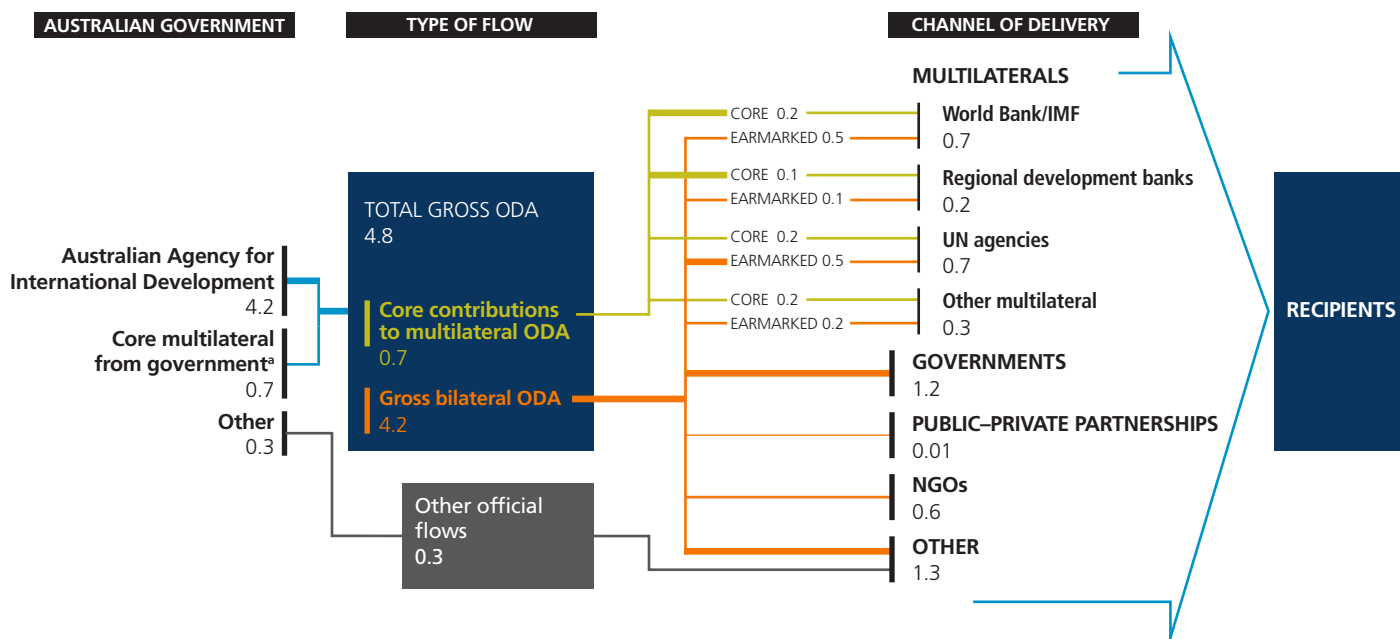 AUSTRALIAN GOVERNMENT
TYPE OF FLOW
CHANNEL OF DELIVERY
Australian Agency for
International Development
4.2
Core multilateral
from governmentᵃ
0.7
Other
0.3
TOTAL GROSS ODA
4.8
Core contributions
to multilateral ODA
0.7
Gross bilateral ODA
4.2
Other official
flows
0.3
MULTILATERALS
CORE 0.2
EARMARKED 0.5
World Bank/IMF
0.7
CORE 0.1
EARMARKED 0.1
Regional development banks
0.2
CORE 0.2
EARMARKED 0.5
UN agencies
0.7
CORE 0.2
EARMARKED 0.2
Other multilateral
0.3
GOVERNMENTS
1.2
PUBLIC–PRIVATE PARTNERSHIPS
0.01
NGOs
0.6
OTHER
1.3
RECIPIENTS